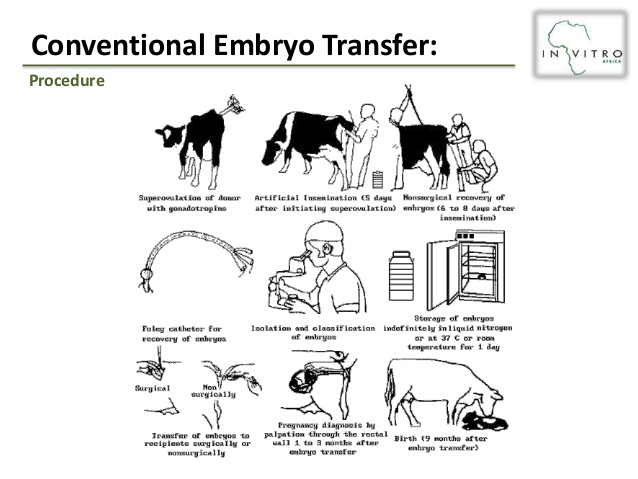 Conventional Embryo Transfer:
IN VITRO
AFRICA
Procedure
Superovulation of donor
with gonadotropins
Artificial Insemination (5 days
after initiating superovulation)
Nonsurgical recovery of
embryos (6 to 8 days after
insemination)
Foley catheter for
recovery of embryos
Isolation and classification
of embryos
Storage of embryos
indefinitely in liquid nitrogen
or at 37 C or room
temperature for 1 day
Surgical
Non
surgically
Transfer of embryos to
recipients surgically or
nonsurgically
Pregnancy diagnosis by
palpation through the rectal
wall 1 to 3 months after
embryo transfer
Birth (9 months after
embryo transfer)